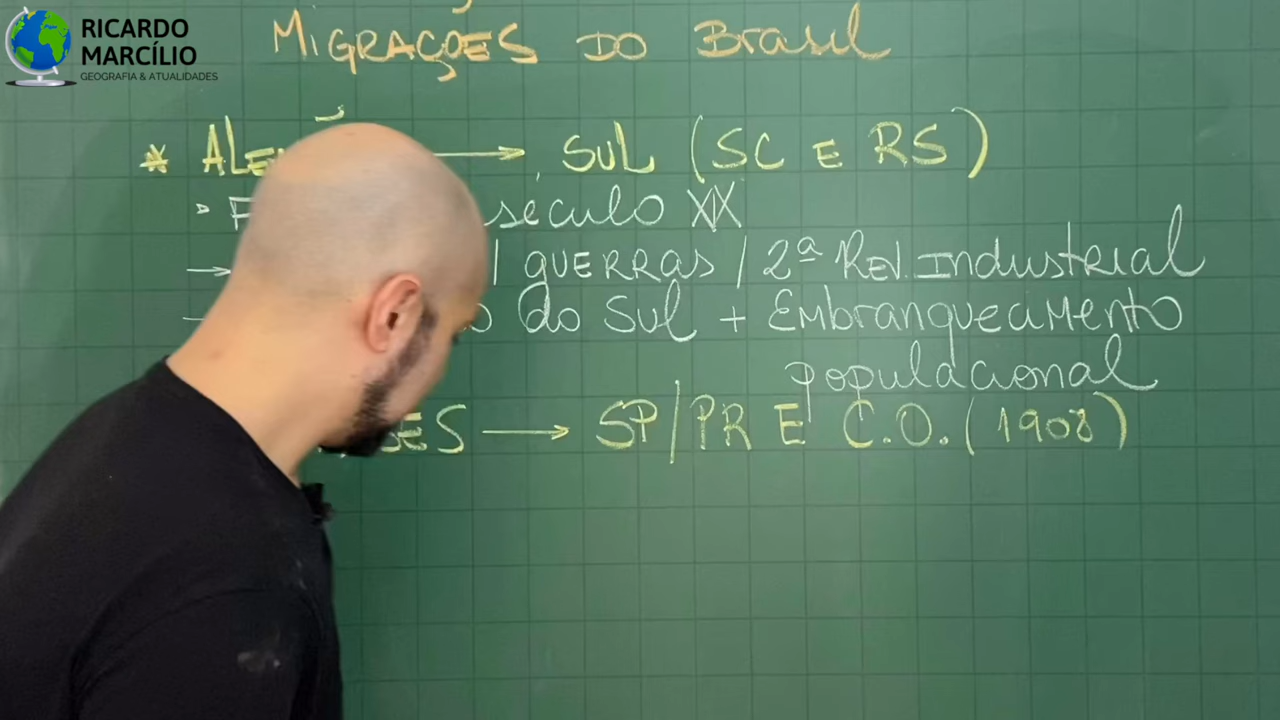 RICARDO
MARCÍLIO
GEOGRAFIA & ATUALIDADES
MIGRAÇÕES DO Brasil
* → SUL (SC E RS)
século XIX
→ / GUERRAS / 2ª REV. Industrial
do Sul + Embranquecimento
populacional
→ SP/PR E C.O. (1908)